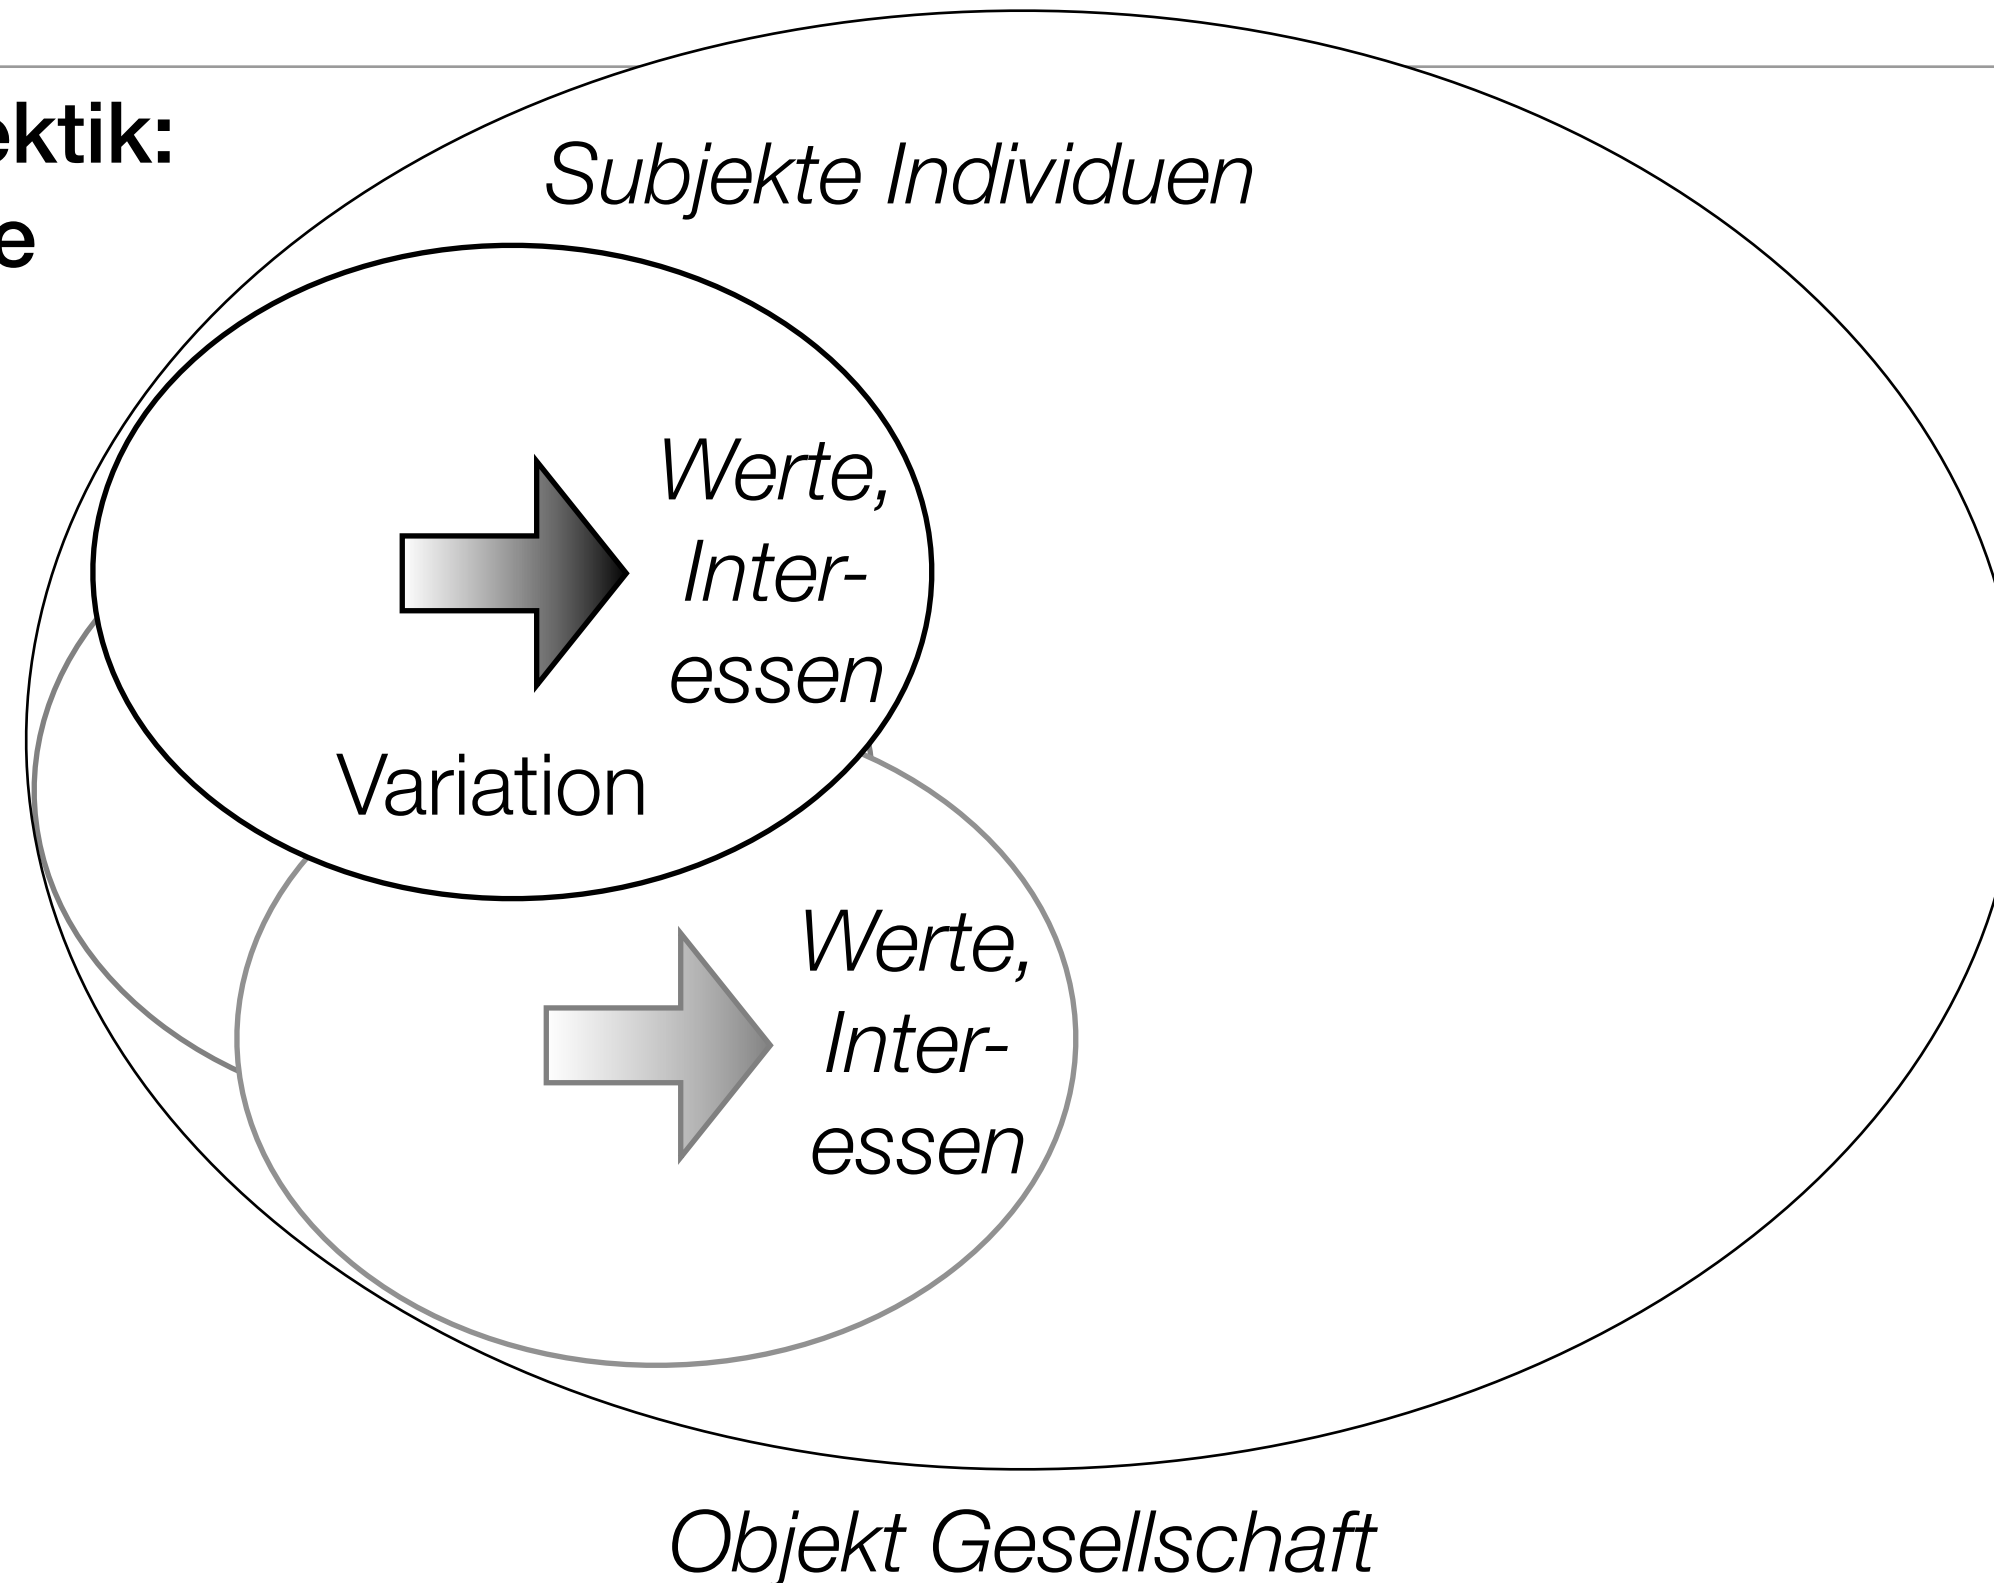 ektik:
e
Subjekte Individuen
Werte,
Inter-
essen
Variation
Werte,
Inter-
essen
Objekt Gesellschaft